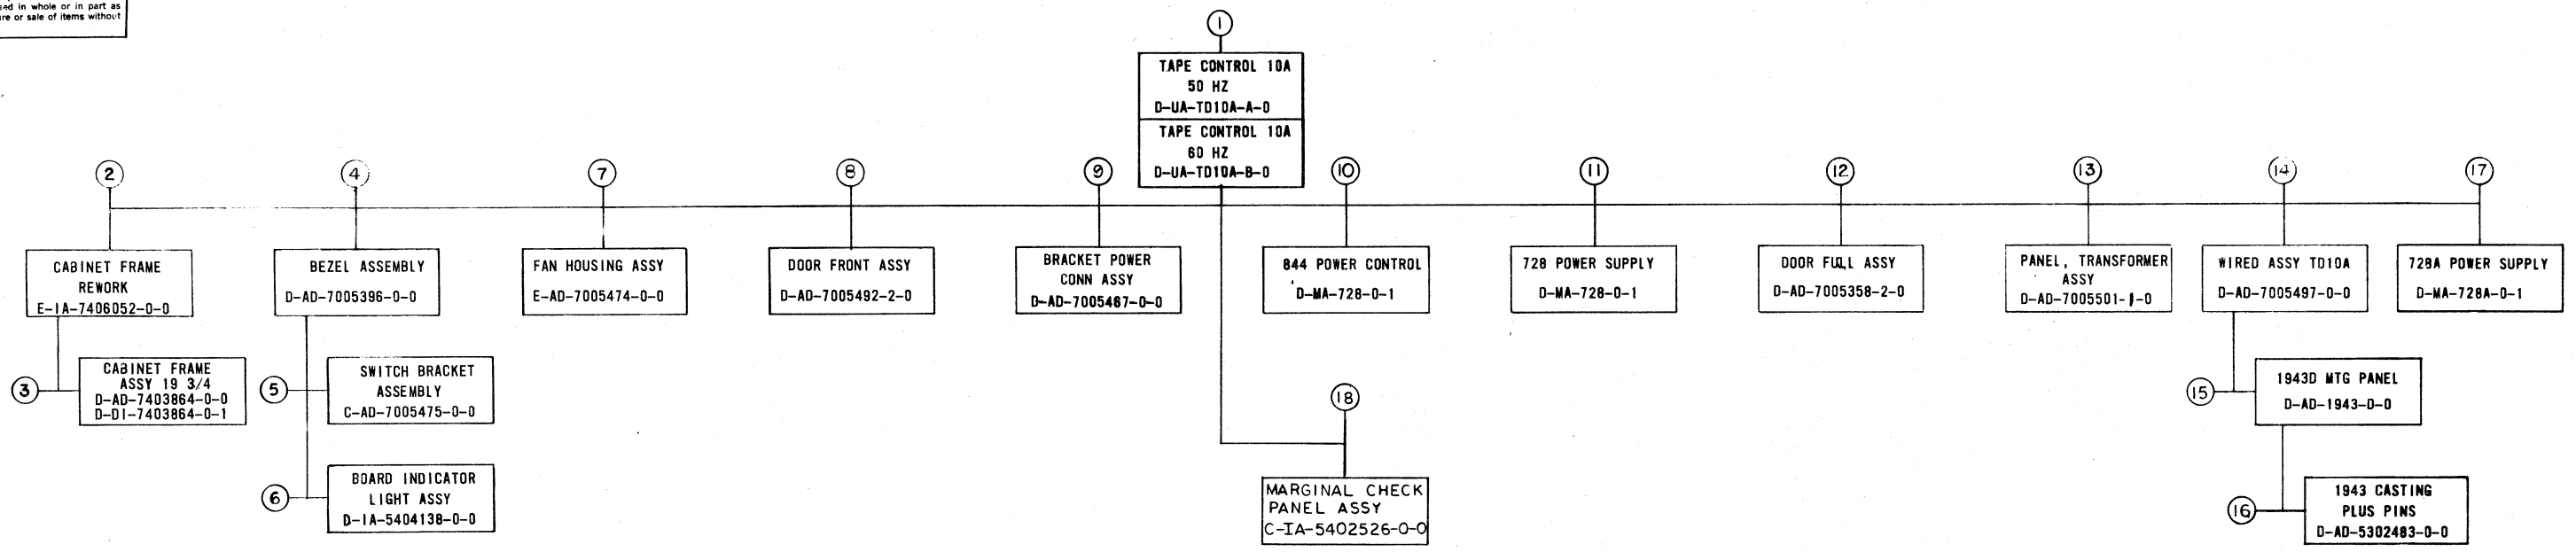 sed in whole or in part as
re or sale of items without
1
TAPE CONTROL 10A
50 HZ
D-UA-TD10A-A-0
TAPE CONTROL 10A
60 HZ
D-UA-TD10A-B-0
2
4
7
8
9
10
11
12
13
14
17
CABINET FRAME
REWORK
E-IA-7406052-0-0
BEZEL ASSEMBLY
D-AD-7005396-0-0
FAN HOUSING ASSY
E-AD-7005474-0-0
DOOR FRONT ASSY
D-AD-7005492-2-0
BRACKET POWER
CONN ASSY
D-AD-7005467-0-0
844 POWER CONTROL
D-MA-728-0-1
728 POWER SUPPLY
D-MA-728-0-1
DOOR FULL ASSY
D-AD-7005358-2-0
PANEL, TRANSFORMER
ASSY
D-AD-7005501-1-0
WIRED ASSY TD10A
D-AD-7005497-0-0
728A POWER SUPPLY
D-MA-728A-0-1
3
CABINET FRAME
ASSY 19 3/4
D-AD-7403864-0-0
D-DI-7403864-0-1
5
SWITCH BRACKET
ASSEMBLY
C-AD-7005475-0-0
18
15
1943D MTG PANEL
D-AD-1943-D-0
6
BOARD INDICATOR
LIGHT ASSY
D-IA-5404138-0-0
MARGINAL CHECK
PANEL ASSY
C-IA-5402526-0-0
16
1943 CASTING
PLUS PINS
D-AD-5302483-0-0